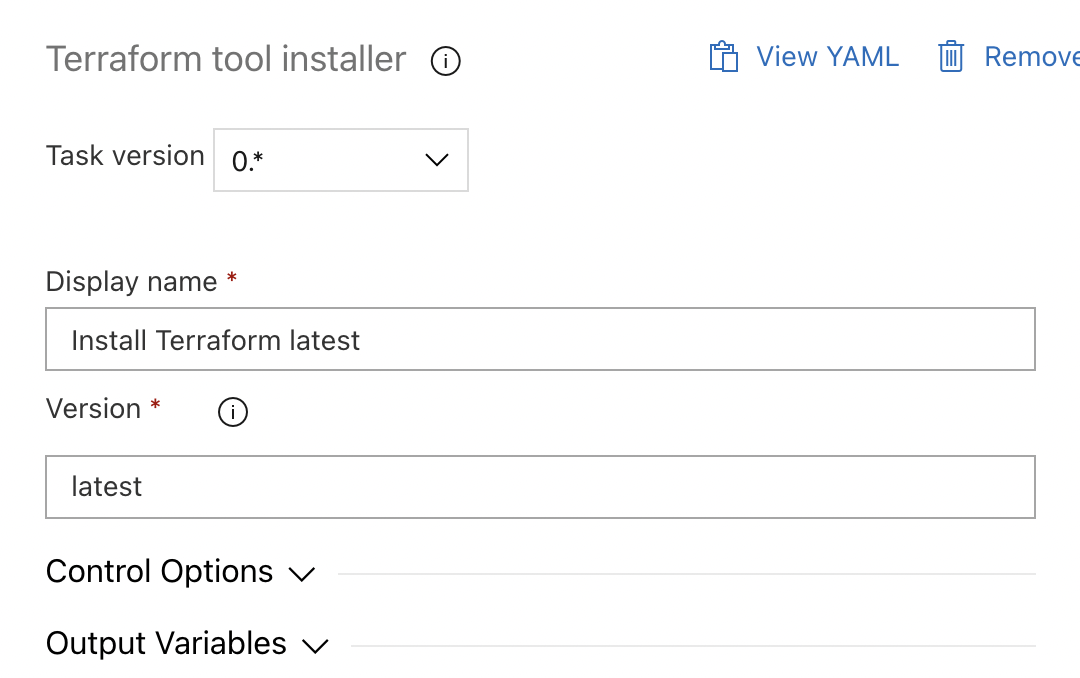 Terraform tool installer
View YAML
Remove
Task version
0.*
Display name *
Install Terraform latest
Version *
latest
Control Options
Output Variables